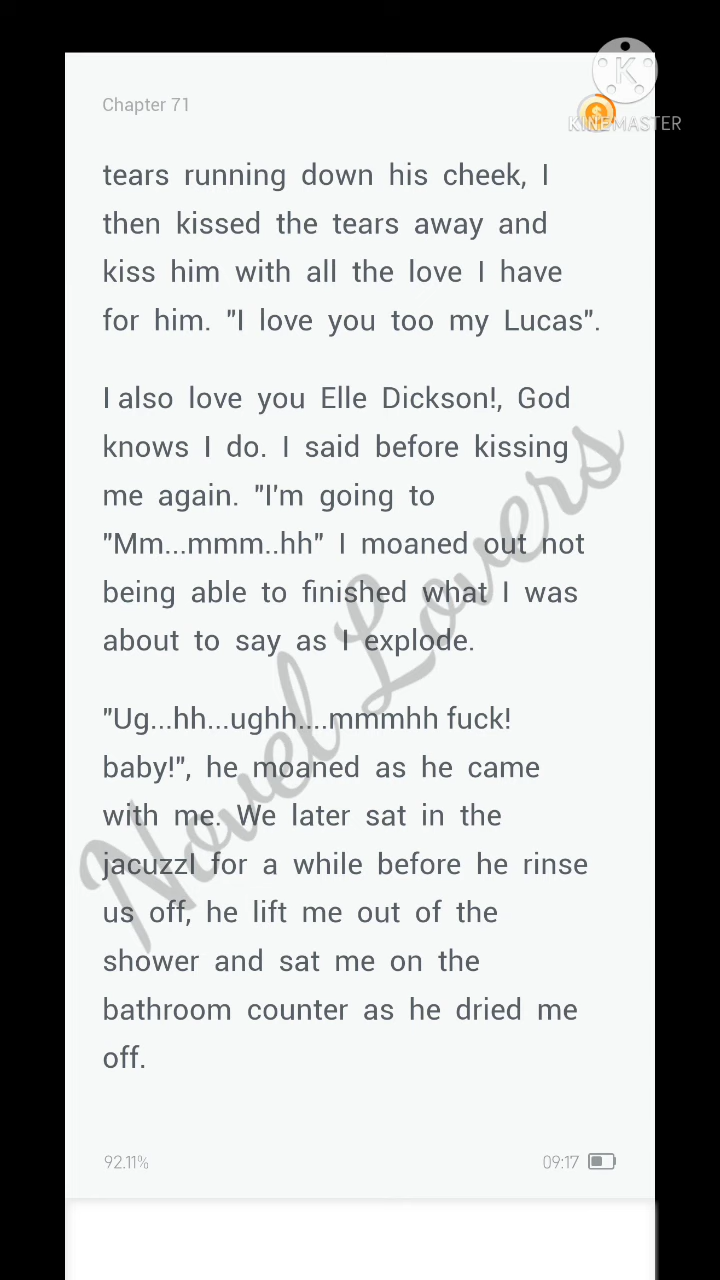 Chapter 71
KINEMASTER
tears running down his cheek, I
then kissed the tears away and
kiss him with all the love I have
for him. "I love you too my Lucas".
I also love you Elle Dickson!, God
knows I do. I said before kissing
me again. "I'm going to
"Mm...mmm..hh" I moaned out not
being able to finished what I was
about to say as I explode.
"Ug...hh...ughh....mmmhh fuck!
baby!", he moaned as he came
with me. We later sat in the
jacuzzI for a while before he rinse
us off, he lift me out of the
shower and sat me on the
bathroom counter as he dried me
off.
Novel Lovers
92.11%
09:17